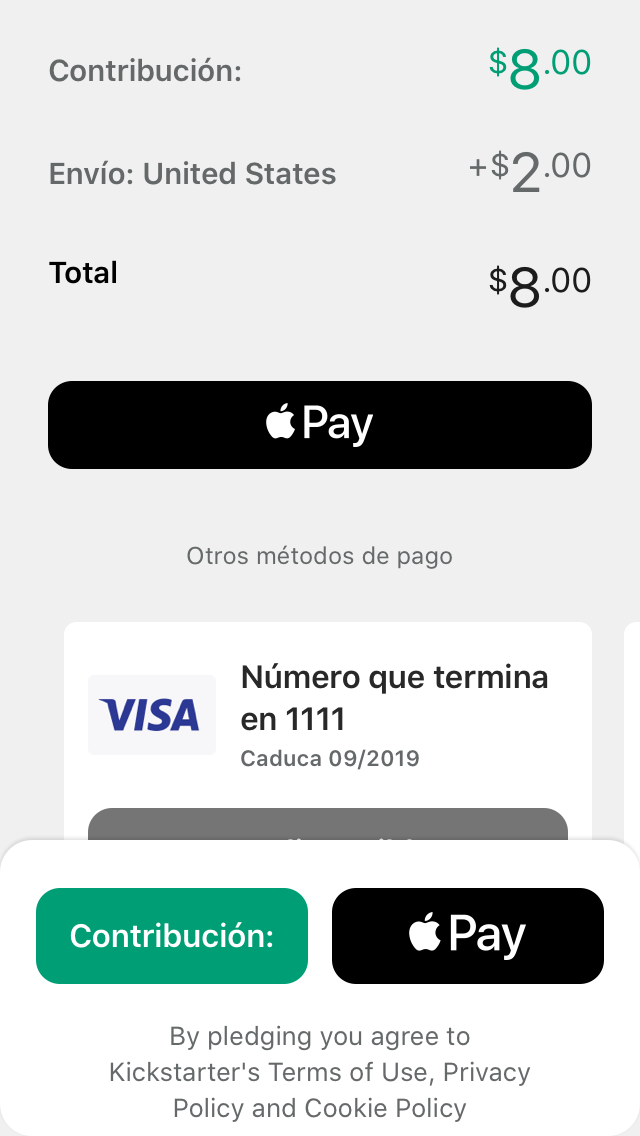 Contribución: $8.00
Envío: United States +$2.00
Total $8.00
Pay
Otros métodos de pago
VISA
Número que termina
en 1111
Caduca 09/2019
Contribución:
Pay
By pledging you agree to
Kickstarter's Terms of Use, Privacy
Policy and Cookie Policy